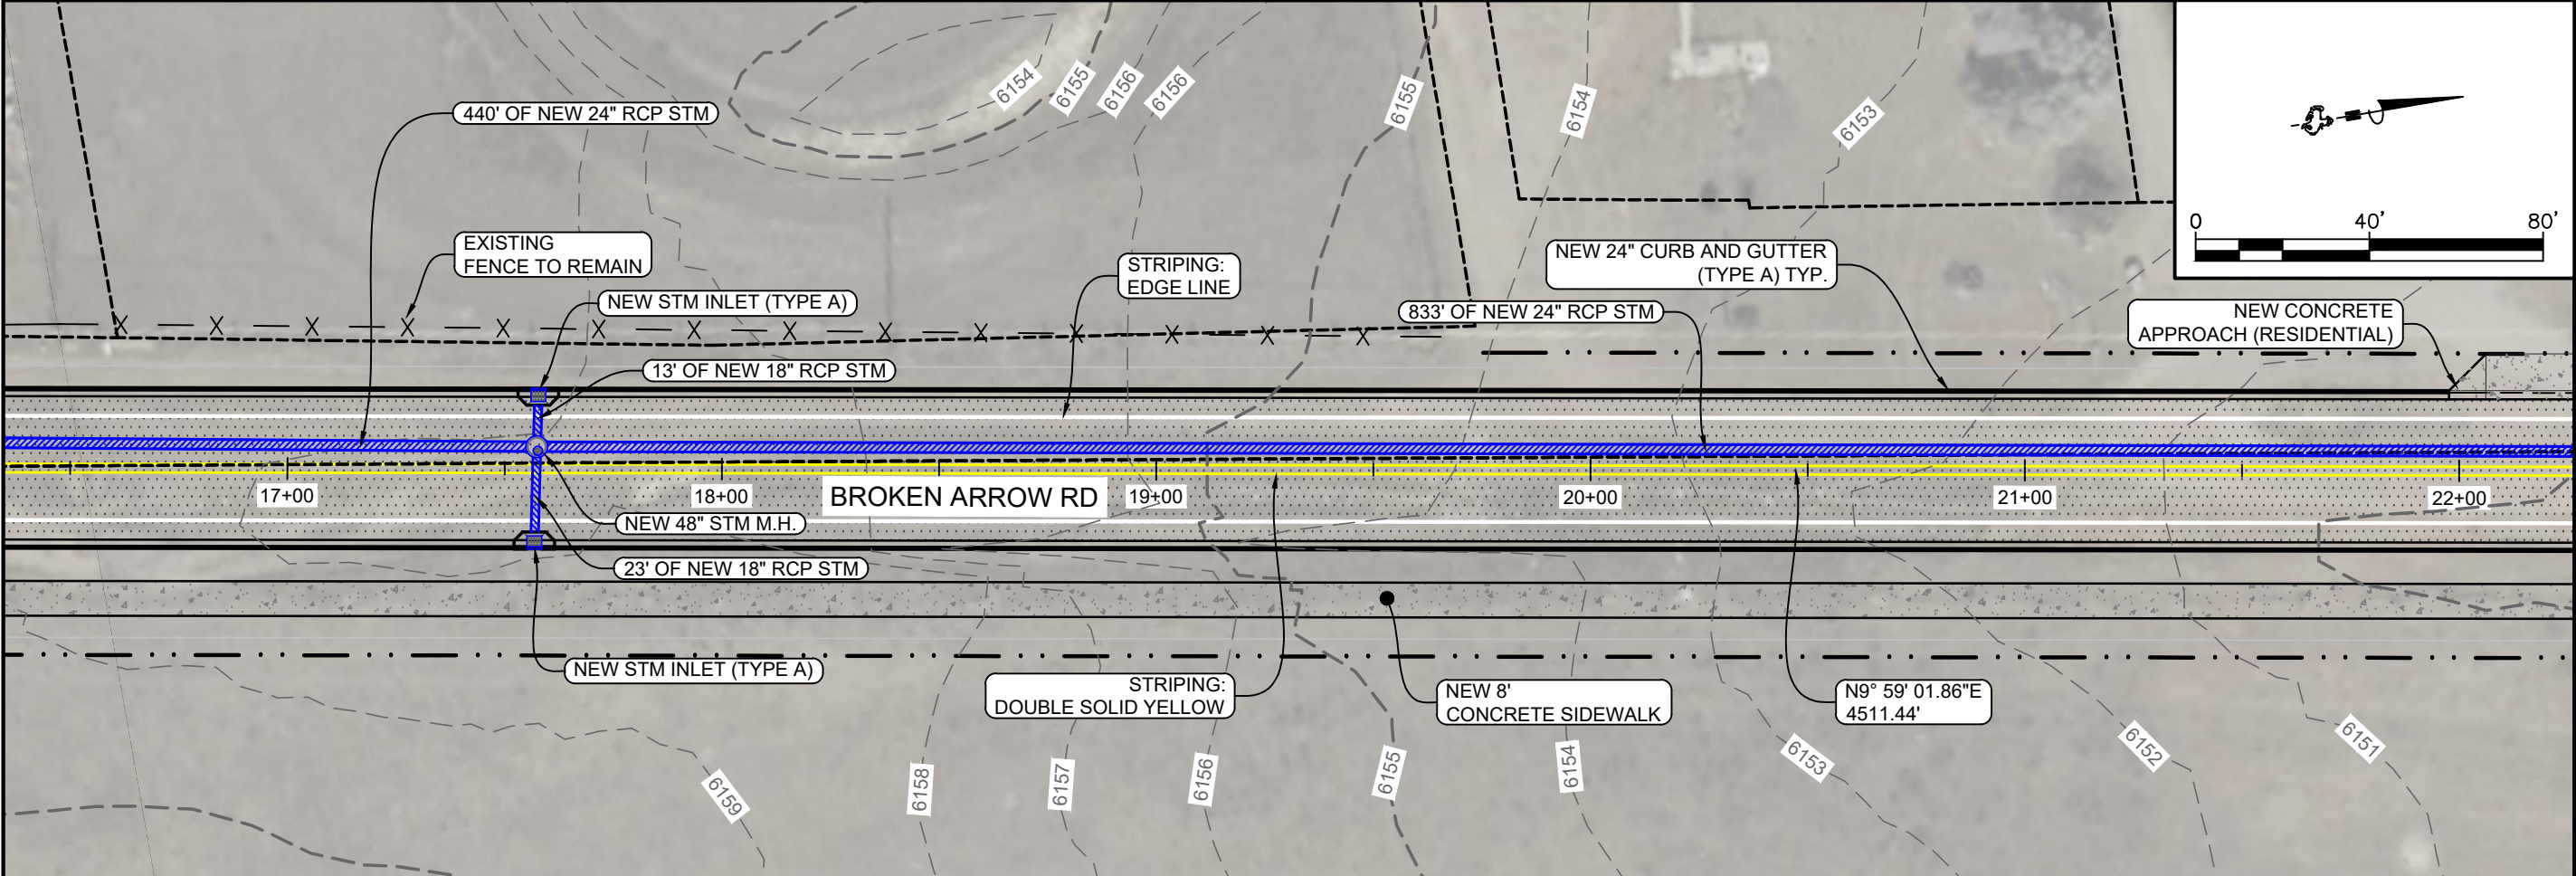 6154
6155
6156
6156
6155
6154
6153
440' OF NEW 24" RCP STM
0 40' 80'
EXISTING
FENCE TO REMAIN
NEW STM INLET (TYPE A)
STRIPING:
EDGE LINE
NEW 24" CURB AND GUTTER
(TYPE A) TYP.
833' OF NEW 24" RCP STM
NEW CONCRETE
APPROACH (RESIDENTIAL)
13' OF NEW 18" RCP STM
17+00
18+00
BROKEN ARROW RD
19+00
20+00
21+00
22+00
NEW 48" STM M.H.
23' OF NEW 18" RCP STM
NEW STM INLET (TYPE A)
STRIPING:
DOUBLE SOLID YELLOW
NEW 8'
CONCRETE SIDEWALK
N9° 59' 01.86"E
4511.44'
6159
6158
6157
6156
6155
6154
6153
6152
6151